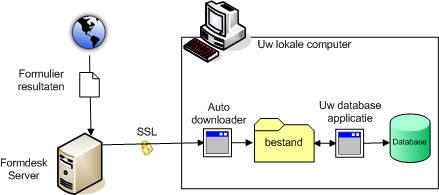 Uw lokale computer
Formulier
resultaten
SSL
Auto
downloader
bestand
Uw database
applicatie
Database
Formdesk
Server